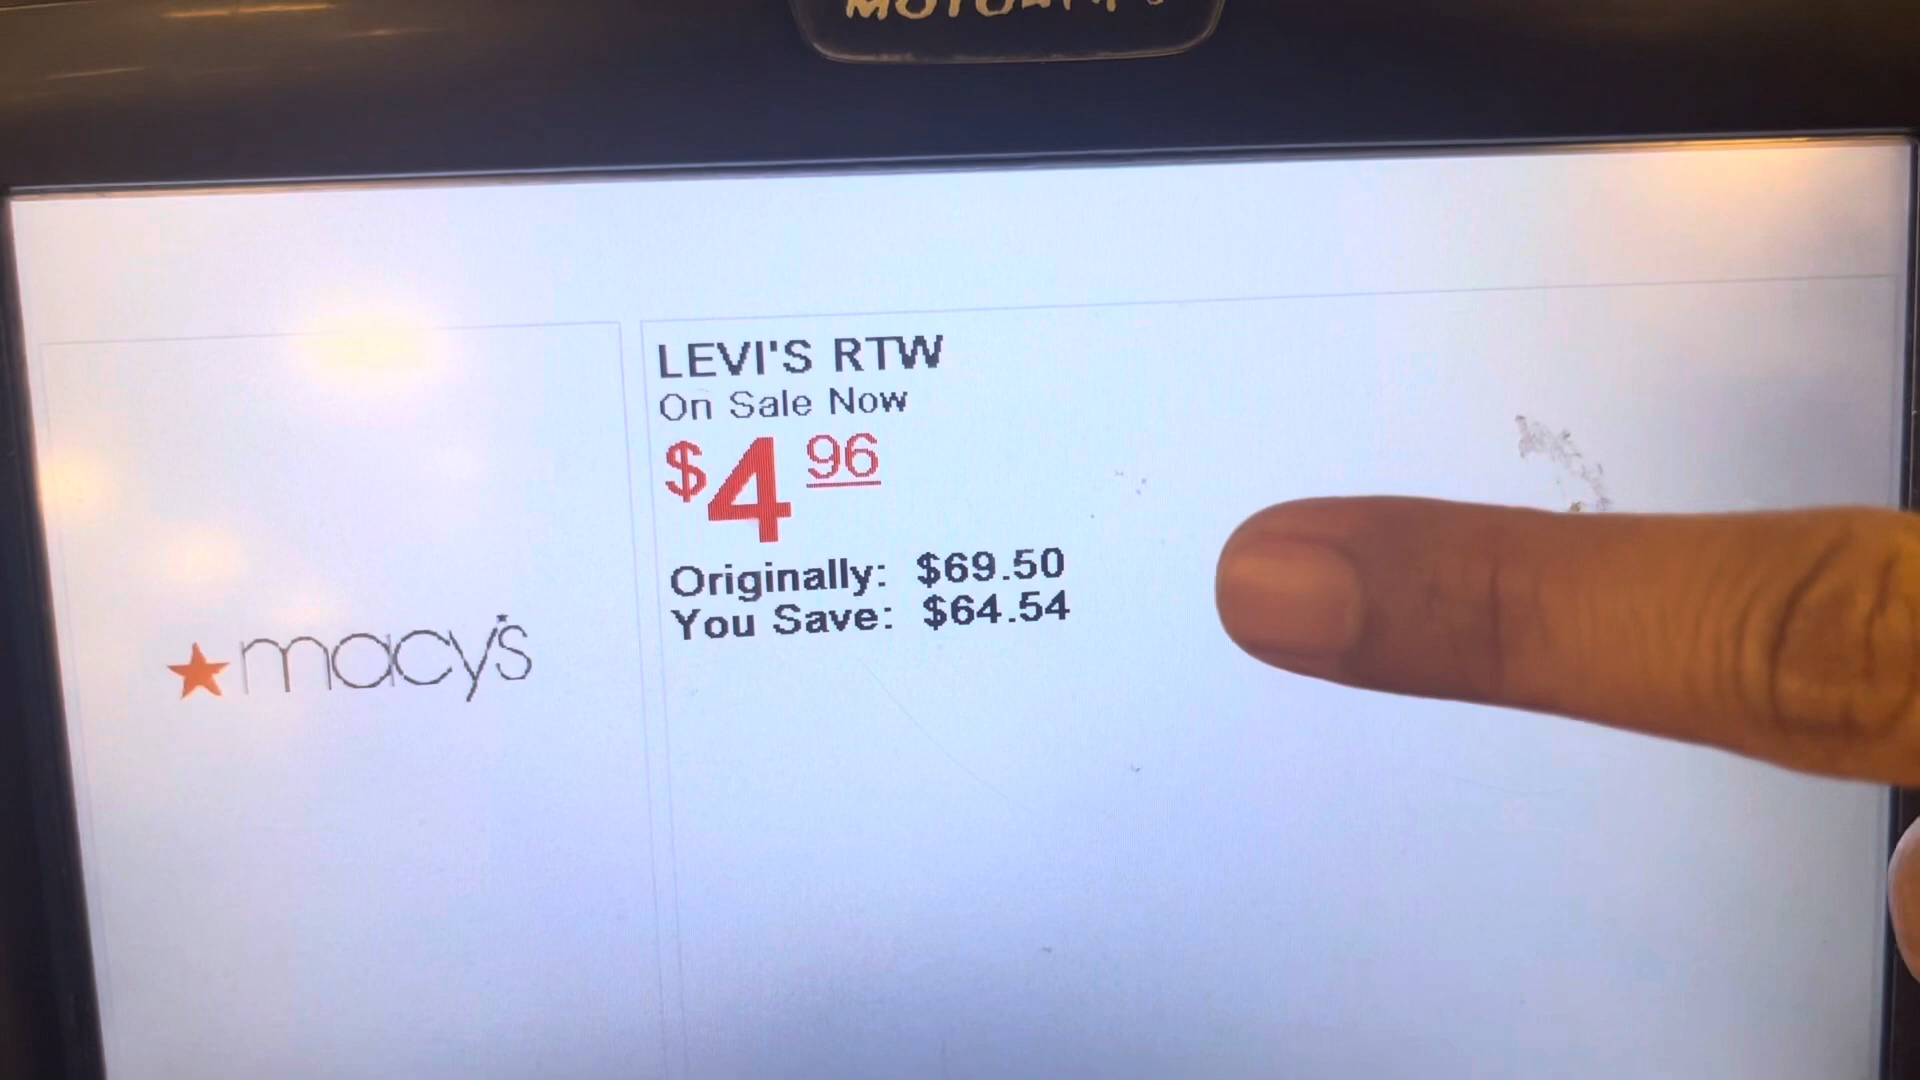 LEVI'S RTW
On Sale Now
$4 96
Originally: $69.50
You Save: $64.54
macy's